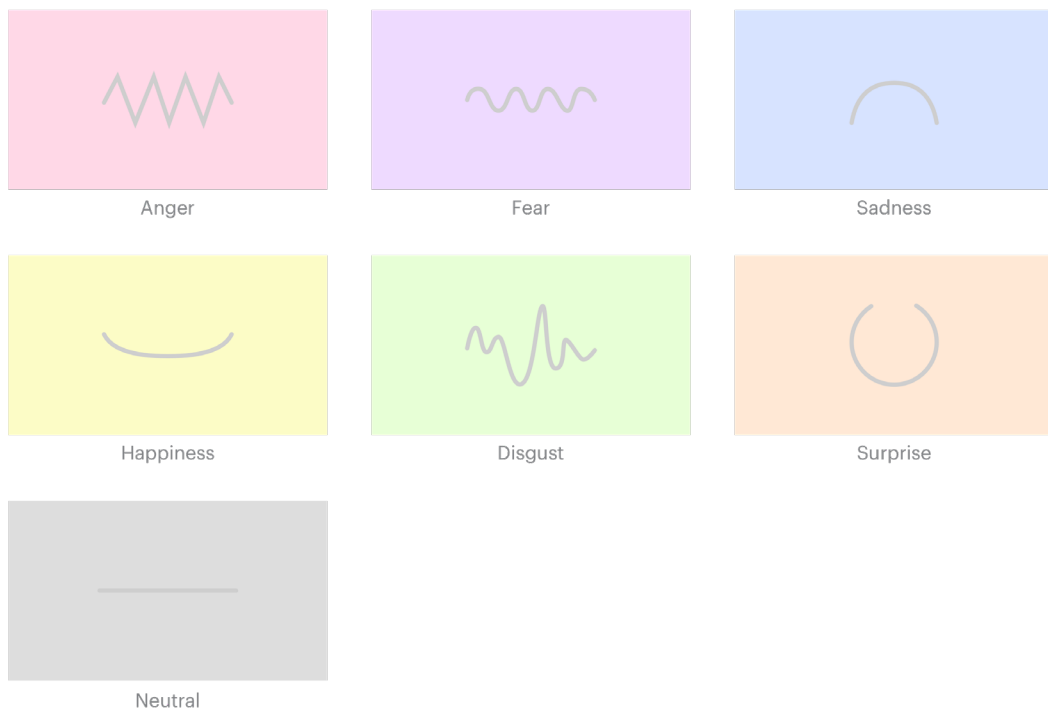 Anger
Fear
Sadness
Happiness
Disgust
Surprise
Neutral